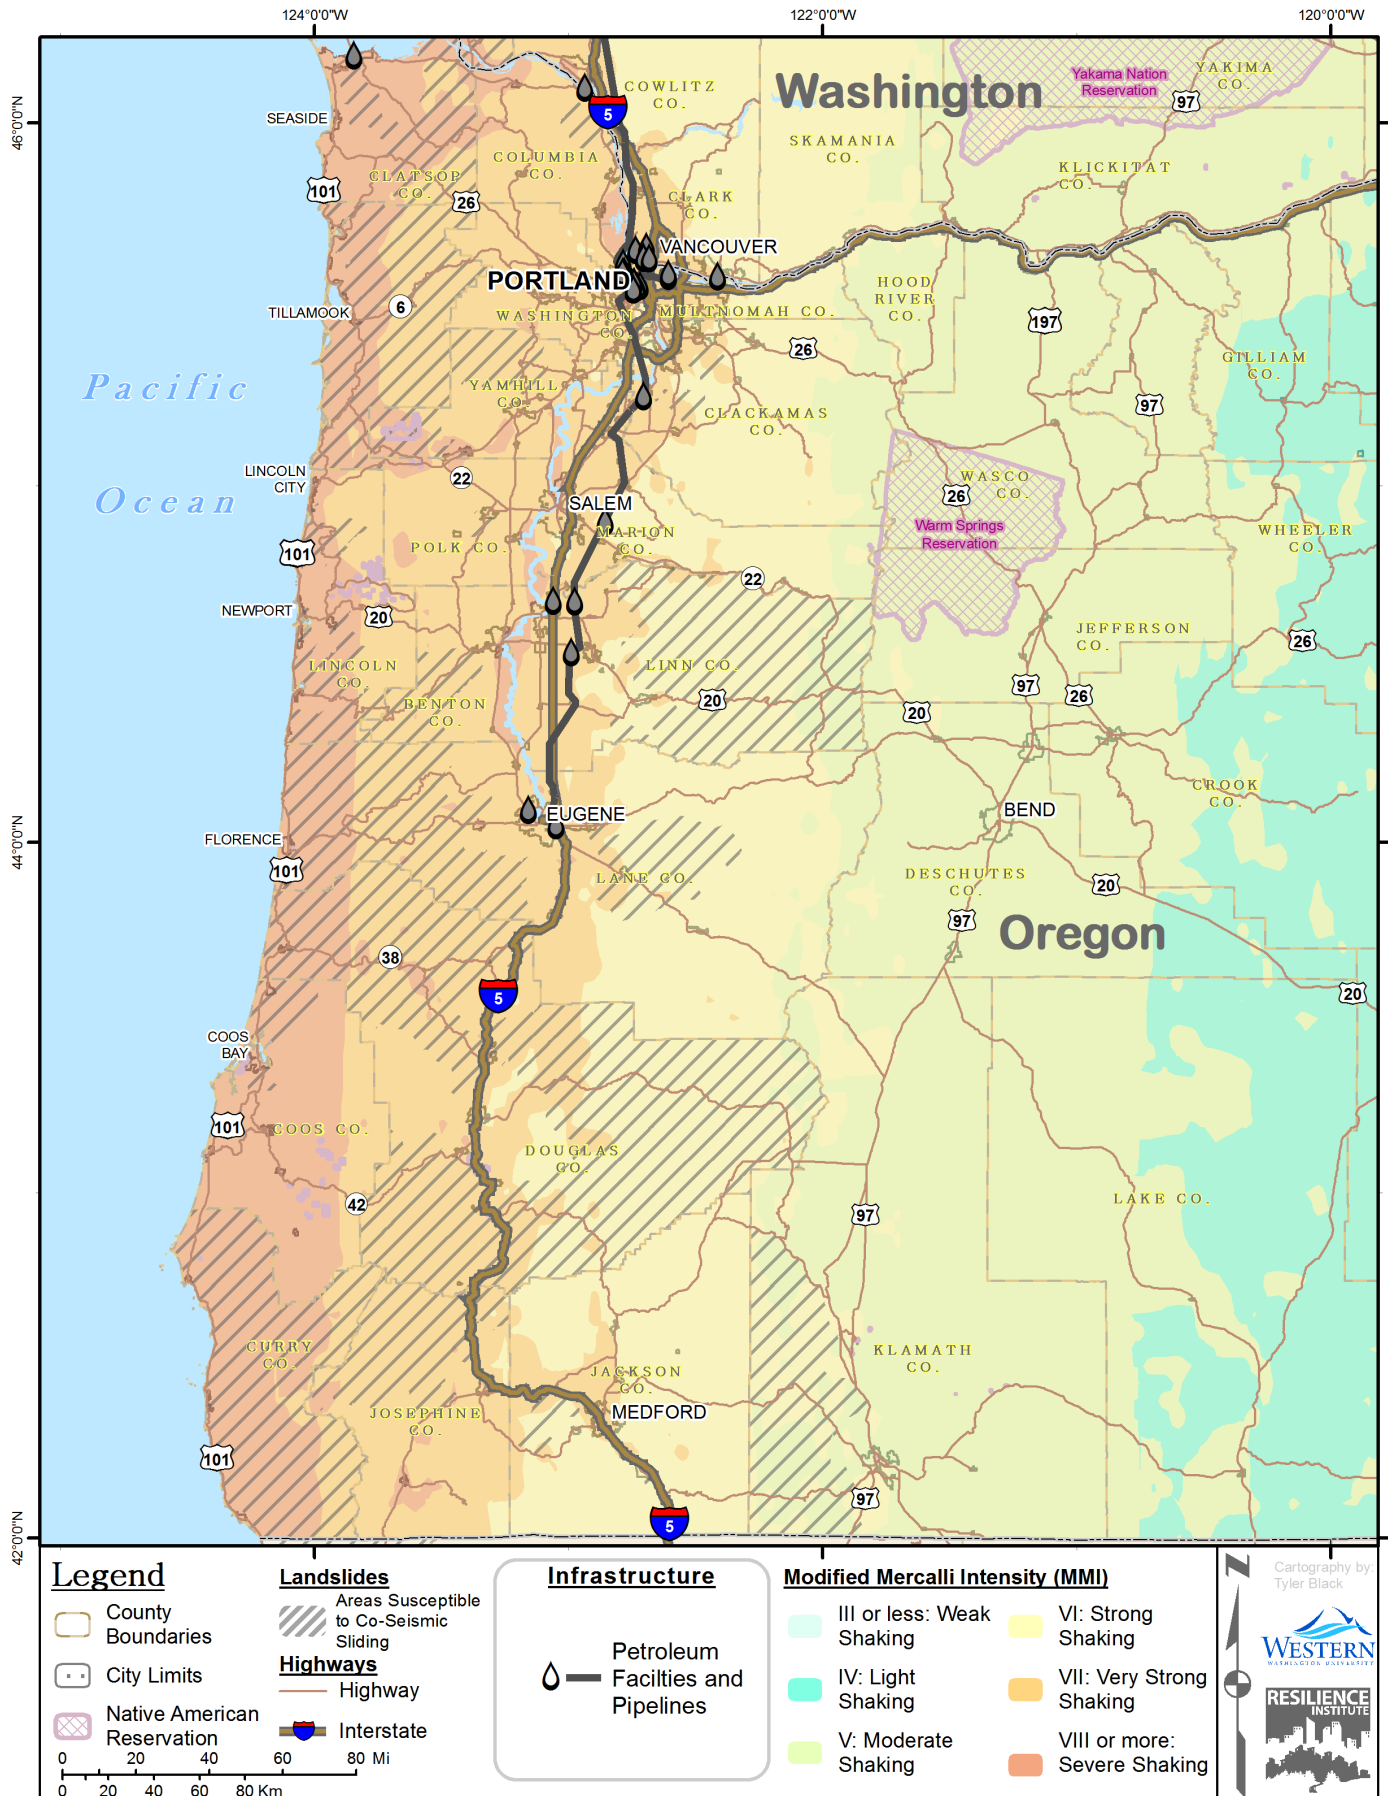 124°0'0"W
122°0'0"W
120°0'0"W
46°0'0"N
44°0'0"N
42°0'0"N
Washington
Yakama Nation
Reservation
YAKIMA
CO.
97
COWLITZ
CO.
5
SEASIDE
SKAMANIA
CO.
COLUMBIA
CO.
KLICKITAT
CO.
CLATSOP
CO.
101
26
CLARK
CO.
VANCOUVER
PORTLAND
HOOD
RIVER
CO.
TILLAMOOK
6
WASHINGTON
CO.
MULTNOMAH CO.
197
26
GILLIAM
CO.
Pacific
Ocean
YAMHILL
CO.
97
CLACKAMAS
CO.
LINCOLN
CITY
22
WASCO
CO.
26
SALEM
Warm Springs
Reservation
MARION
CO.
WHEELER
CO.
101
POLK CO.
22
NEWPORT
20
JEFFERSON
CO.
26
LINCOLN
CO.
LINN CO.
97
26
20
20
BENTON
CO.
CROOK
CO.
EUGENE
BEND
FLORENCE
101
LANE CO.
DESCHUTES
CO.
20
97
Oregon
38
5
20
COOS
BAY
101
COOS CO.
DOUGLAS
CO.
42
97
LAKE CO.
CURRY
CO.
KLAMATH
CO.
JACKSON
CO.
JOSEPHINE
CO.
MEDFORD
101
97
5
Legend
County
Boundaries
City Limits
Native American
Reservation
0 20 40 60 80 Mi
0 20 40 60 80 Km
Landslides
Areas Susceptible
to Co-Seismic
Sliding
Highways
Highway
Interstate
Infrastructure
Petroleum
Facilties and
Pipelines
Modified Mercalli Intensity (MMI)
III or less: Weak
Shaking
IV: Light
Shaking
V: Moderate
Shaking
VI: Strong
Shaking
VII: Very Strong
Shaking
VIII or more:
Severe Shaking
N
Cartography by:
Tyler Black
WESTERN
WASHINGTON UNIVERSITY
RESILIENCE
INSTITUTE